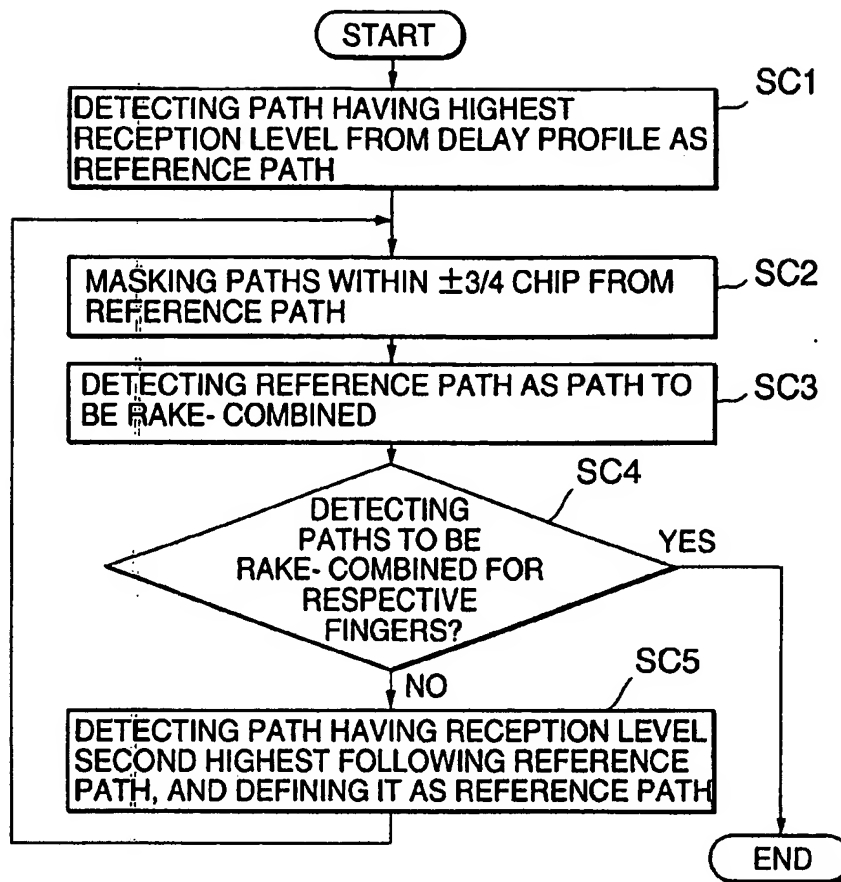 START
SC1
DETECTING PATH HAVING HIGHEST
RECEPTION LEVEL FROM DELAY PROFILE AS
REFERENCE PATH
MASKING PATHS WITHIN ±3/4 CHIP FROM
REFERENCE PATH
SC2
DETECTING REFERENCE PATH AS PATH TO
BE RAKE- COMBINED
SC3
SC4
DETECTING
PATHS TO BE
RAKE- COMBINED FOR
RESPECTIVE
FINGERS?
YES
NO
SC5
DETECTING PATH HAVING RECEPTION LEVEL
SECOND HIGHEST FOLLOWING REFERENCE
PATH, AND DEFINING IT AS REFERENCE PATH
END